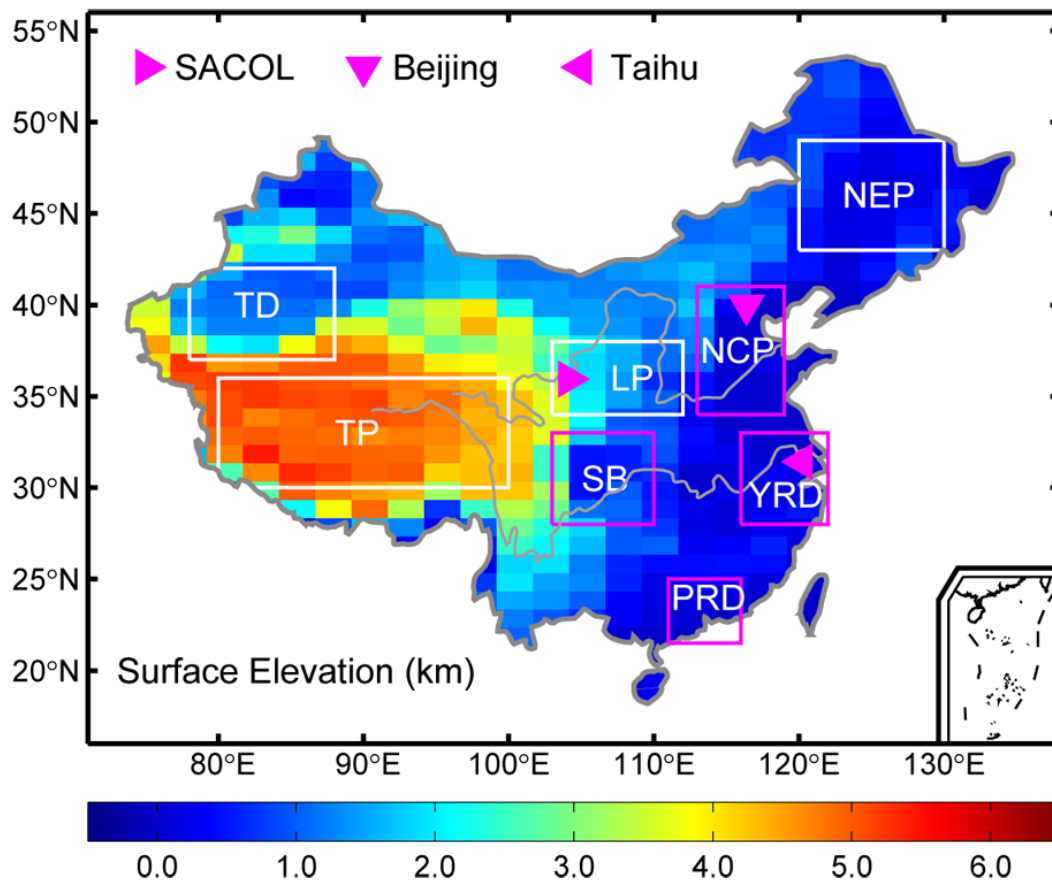 55°N
SACOL Beijing Taihu
50°N
NEP
45°N
TD
40°N
NCP
LP
35°N
TP
SB
YRD
30°N
25°N
PRD
20°N
Surface Elevation (km)
80°E 90°E 100°E 110°E 120°E 130°E
0.0 1.0 2.0 3.0 4.0 5.0 6.0